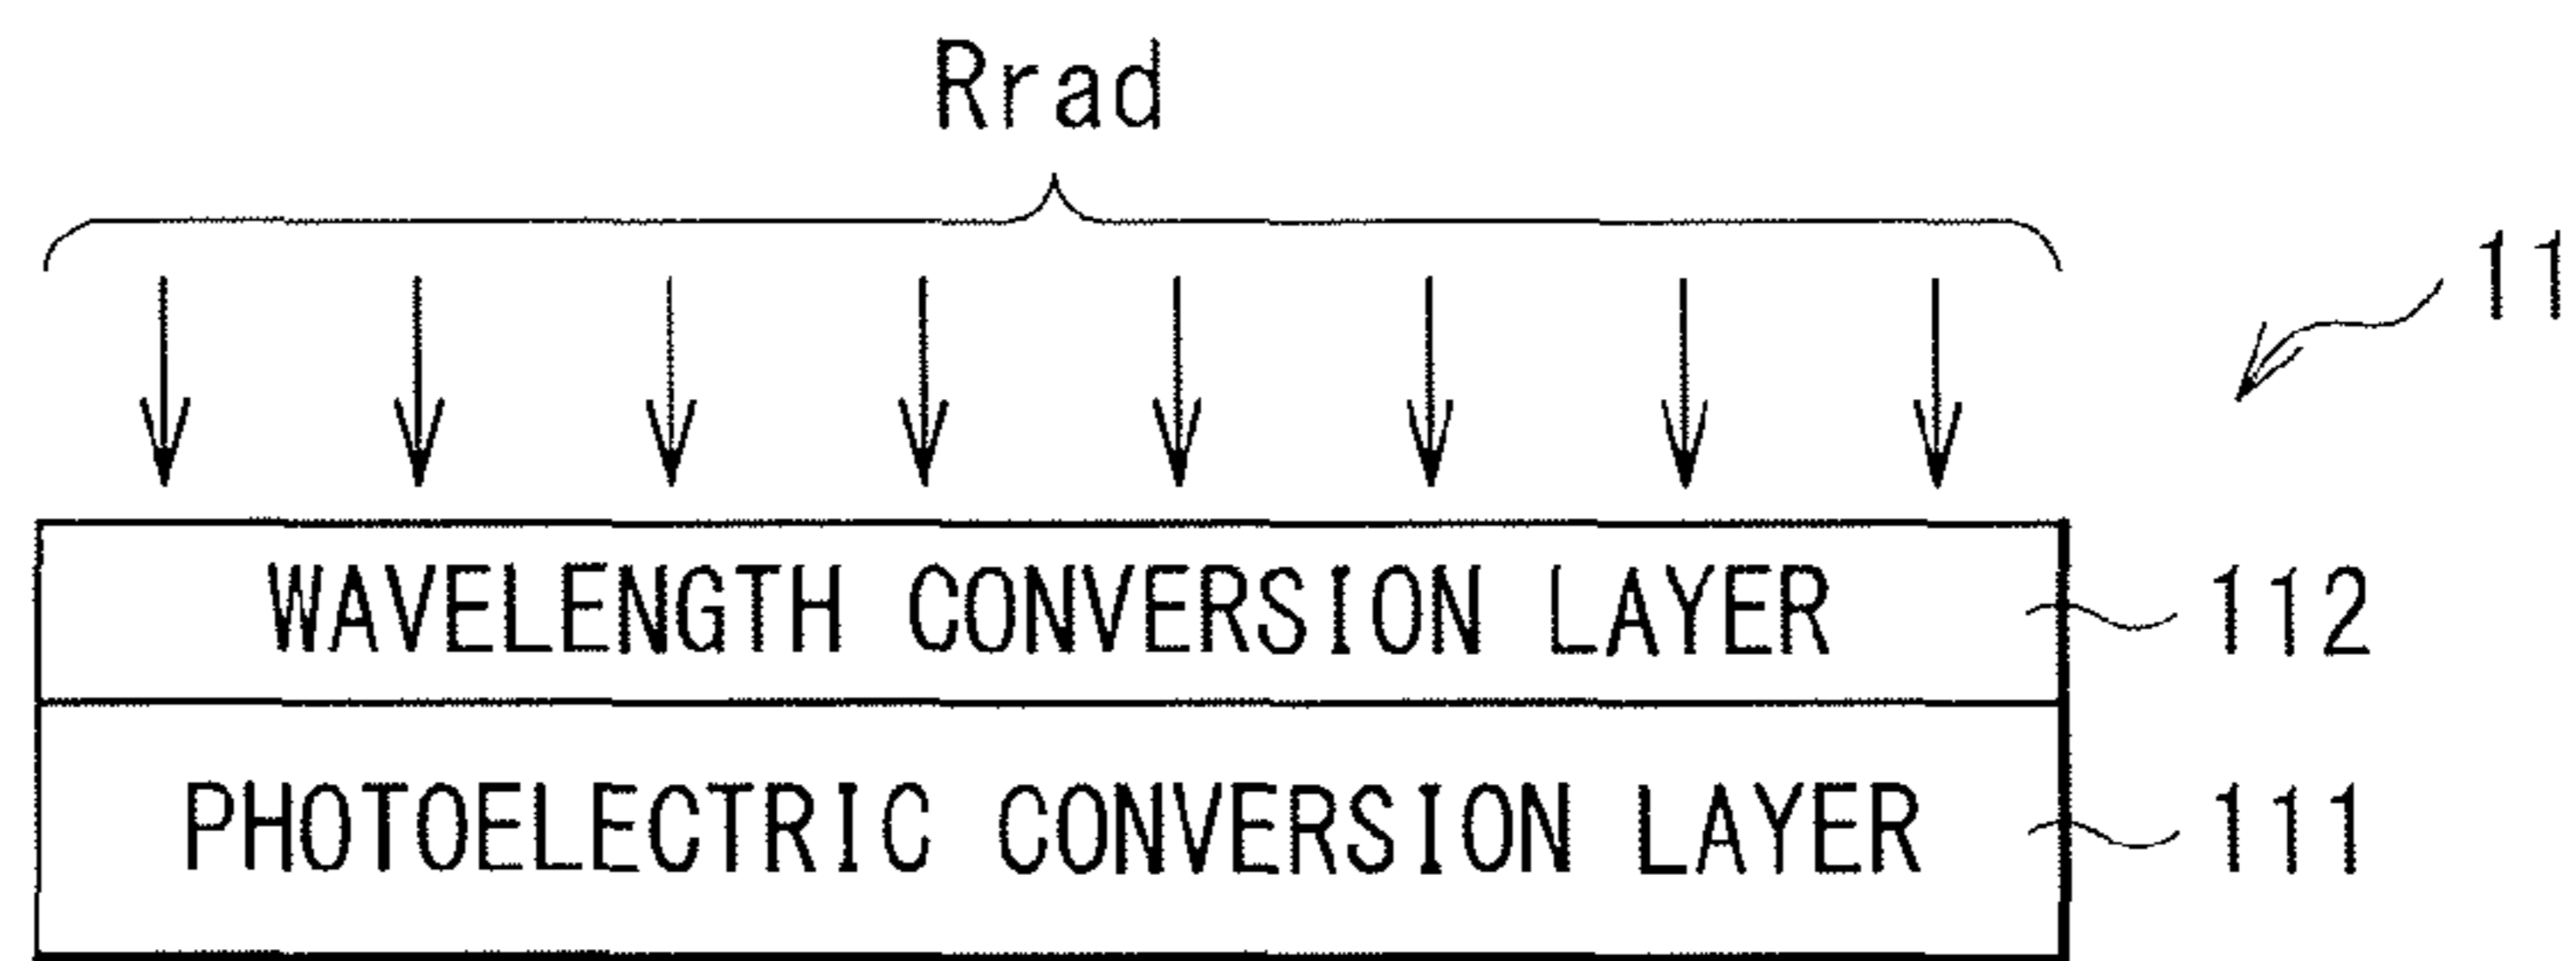 Rrad
11
WAVELENGTH CONVERSION LAYER
112
PHOTOELECTRIC CONVERSION LAYER
111